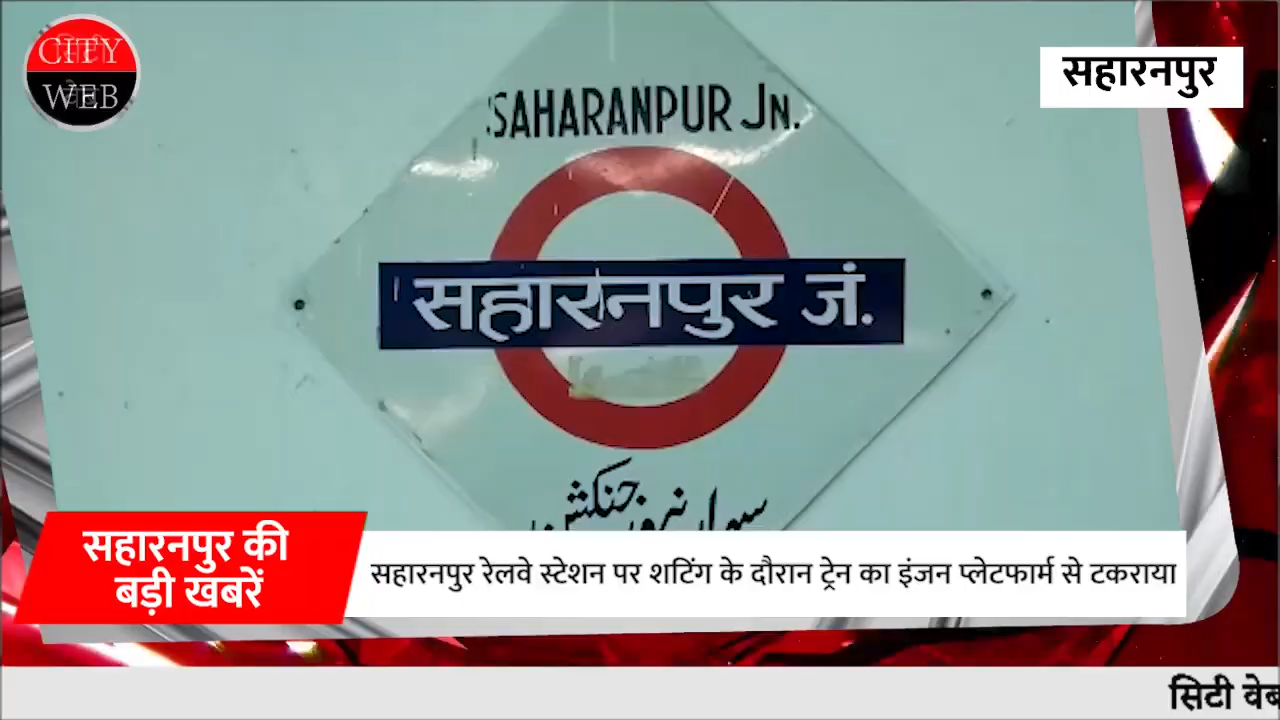 CITY
WEB
सहारनपुर
SAHARANPUR JN.
सहारनपुर जं.
सहारनपुर की
बड़ी खबरें
सहारनपुर रेलवे स्टेशन पर शटिंग के दौरान ट्रेन का इंजन प्लेटफार्म से टकराया
सिटी वेब